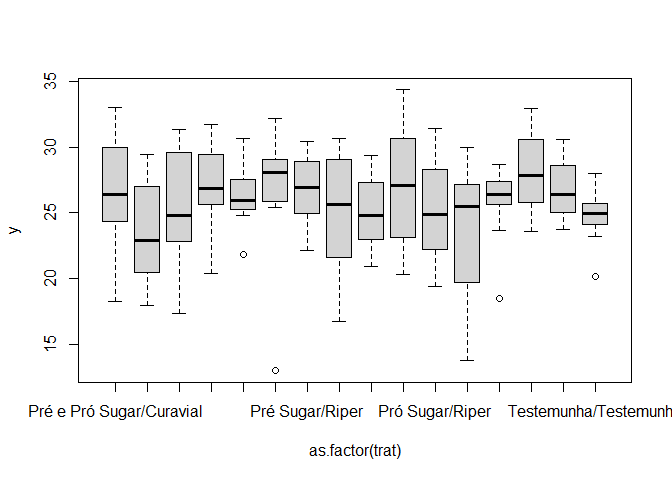 35
30
25
20
15
y
Pré e Pró Sugar/Curavial Pré Sugar/Riper Pró Sugar/Riper Testemunha/Testemunh
as.factor(trat)